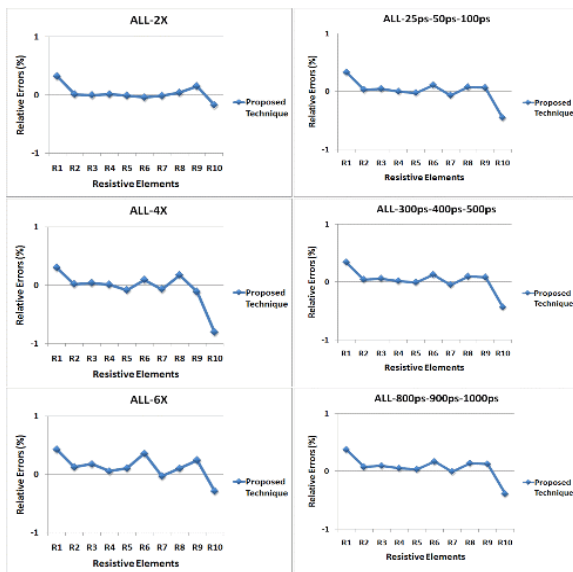 ALL-2X
1
0
-1
Relative Errors (%)
R1 R2 R3 R4 R5 R6 R7 R8 R9 R10
Resistive Elements
Proposed
Technique
ALL-25ps-50ps-100ps
1
0
-1
Relative Errors (%)
R1 R2 R3 R4 R5 R6 R7 R8 R9 R10
Resistive Elements
Proposed
Technique
ALL-4X
1
0
-1
Relative Errors (%)
R1 R2 R3 R4 R5 R6 R7 R8 R9 R10
Resistive Elements
Proposed
Technique
ALL-300ps-400ps-500ps
1
0
-1
Relative Errors (%)
R1 R2 R3 R4 R5 R6 R7 R8 R9 R10
Resistive Elements
Proposed
Technique
ALL-6X
1
0
-1
Relative Errors (%)
R1 R2 R3 R4 R5 R6 R7 R8 R9 R10
Resistive Elements
Proposed
Technique
ALL-800ps-900ps-1000ps
1
0
-1
Relative Errors (%)
R1 R2 R3 R4 R5 R6 R7 R8 R9 R10
Resistive Elements
Proposed
Technique